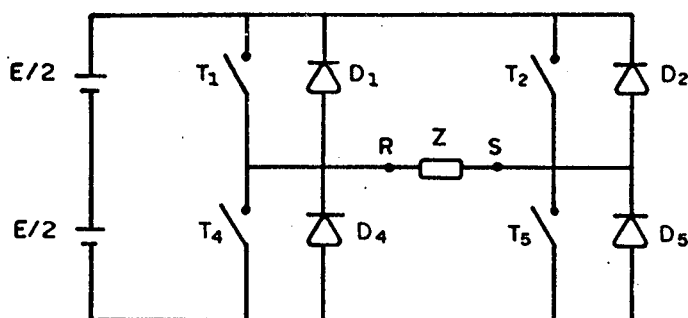 E/2 T₁ D₁ T₂ D₂
R Z S
E/2 T₄ D₄ T₅ D₅